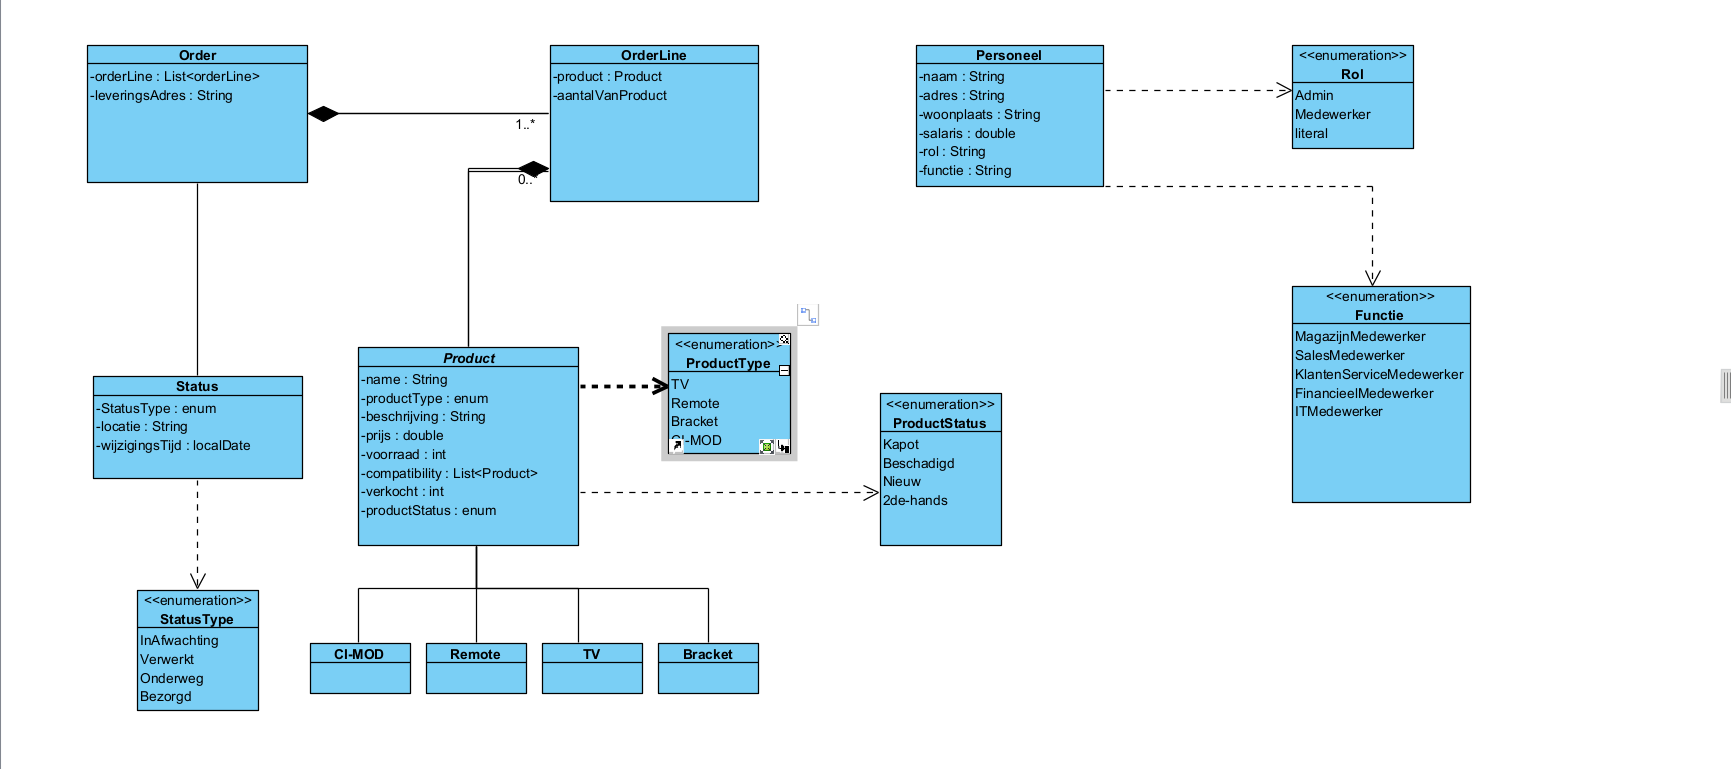 Order
-orderLine : List<orderLine>
-leveringsAdres : String
OrderLine
-product : Product
-aantalVanProduct
1..*
0..*
Personeel
-naam : String
-adres : String
-woonplaats : String
-salaris : double
-rol : String
-functie : String
<<enumeration>>
Rol
Admin
Medewerker
literal
<<enumeration>>
Functie
MagazijnMedewerker
SalesMedewerker
KlantenServiceMedewerker
FinancieelMedewerker
ITMedewerker
Status
-StatusType : enum
-locatie : String
-wijzigingsTijd : localDate
Product
-name : String
-productType : enum
-beschrijving : String
-prijs : double
-voorraad : int
-compatibility : List<Product>
-verkocht : int
-productStatus : enum
<<enumeration>>
ProductType
TV
Remote
Bracket
CI-MOD
<<enumeration>>
ProductStatus
Kapot
Beschadigd
Nieuw
2de-hands
<<enumeration>>
StatusType
InAfwachting
Verwerkt
Onderweg
Bezorgd
CI-MOD
Remote
TV
Bracket